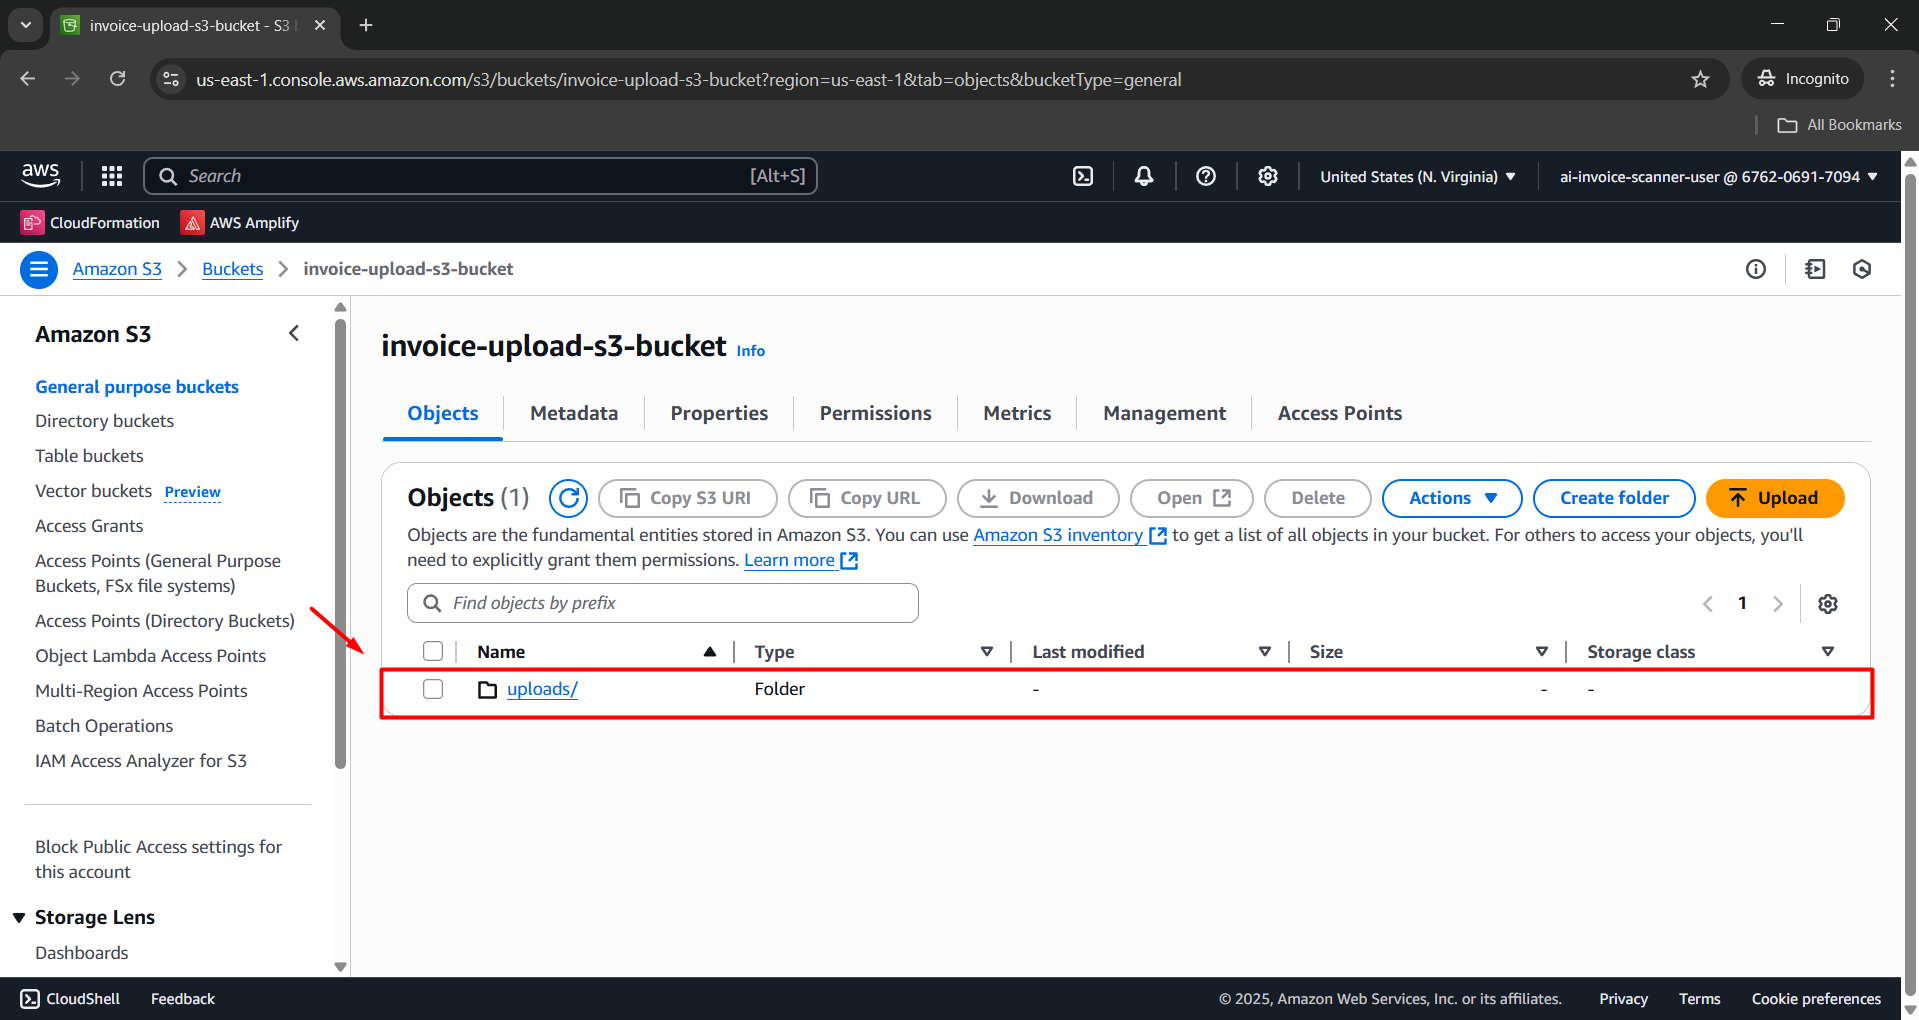 invoice-upload-s3-bucket - S3 b
us-east-1.console.aws.amazon.com/s3/buckets/invoice-upload-s3-bucket?region=us-east-1&tab=objects&bucketType=general
Incognito
All Bookmarks
aws
Search
[Alt+S]
United States (N. Virginia)
ai-invoice-scanner-user @ 6762-0691-7094
CloudFormation
AWS Amplify
Amazon S3
Buckets
invoice-upload-s3-bucket
Amazon S3
General purpose buckets
Directory buckets
Table buckets
Vector buckets Preview
Access Grants
Access Points (General Purpose
Buckets, FSx file systems)
Access Points (Directory Buckets)
Object Lambda Access Points
Multi-Region Access Points
Batch Operations
IAM Access Analyzer for S3
Block Public Access settings for
this account
Storage Lens
Dashboards
invoice-upload-s3-bucket Info
Objects
Metadata
Properties
Permissions
Metrics
Management
Access Points
Objects (1)
Copy S3 URI
Copy URL
Download
Open
Delete
Actions
Create folder
Upload
Objects are the fundamental entities stored in Amazon S3. You can use Amazon S3 inventory to get a list of all objects in your bucket. For others to access your objects, you'll
need to explicitly grant them permissions. Learn more
Find objects by prefix
1
Name
Type
Last modified
Size
Storage class
uploads/
Folder
-
-
-
CloudShell
Feedback
© 2025, Amazon Web Services, Inc. or its affiliates.
Privacy
Terms
Cookie preferences